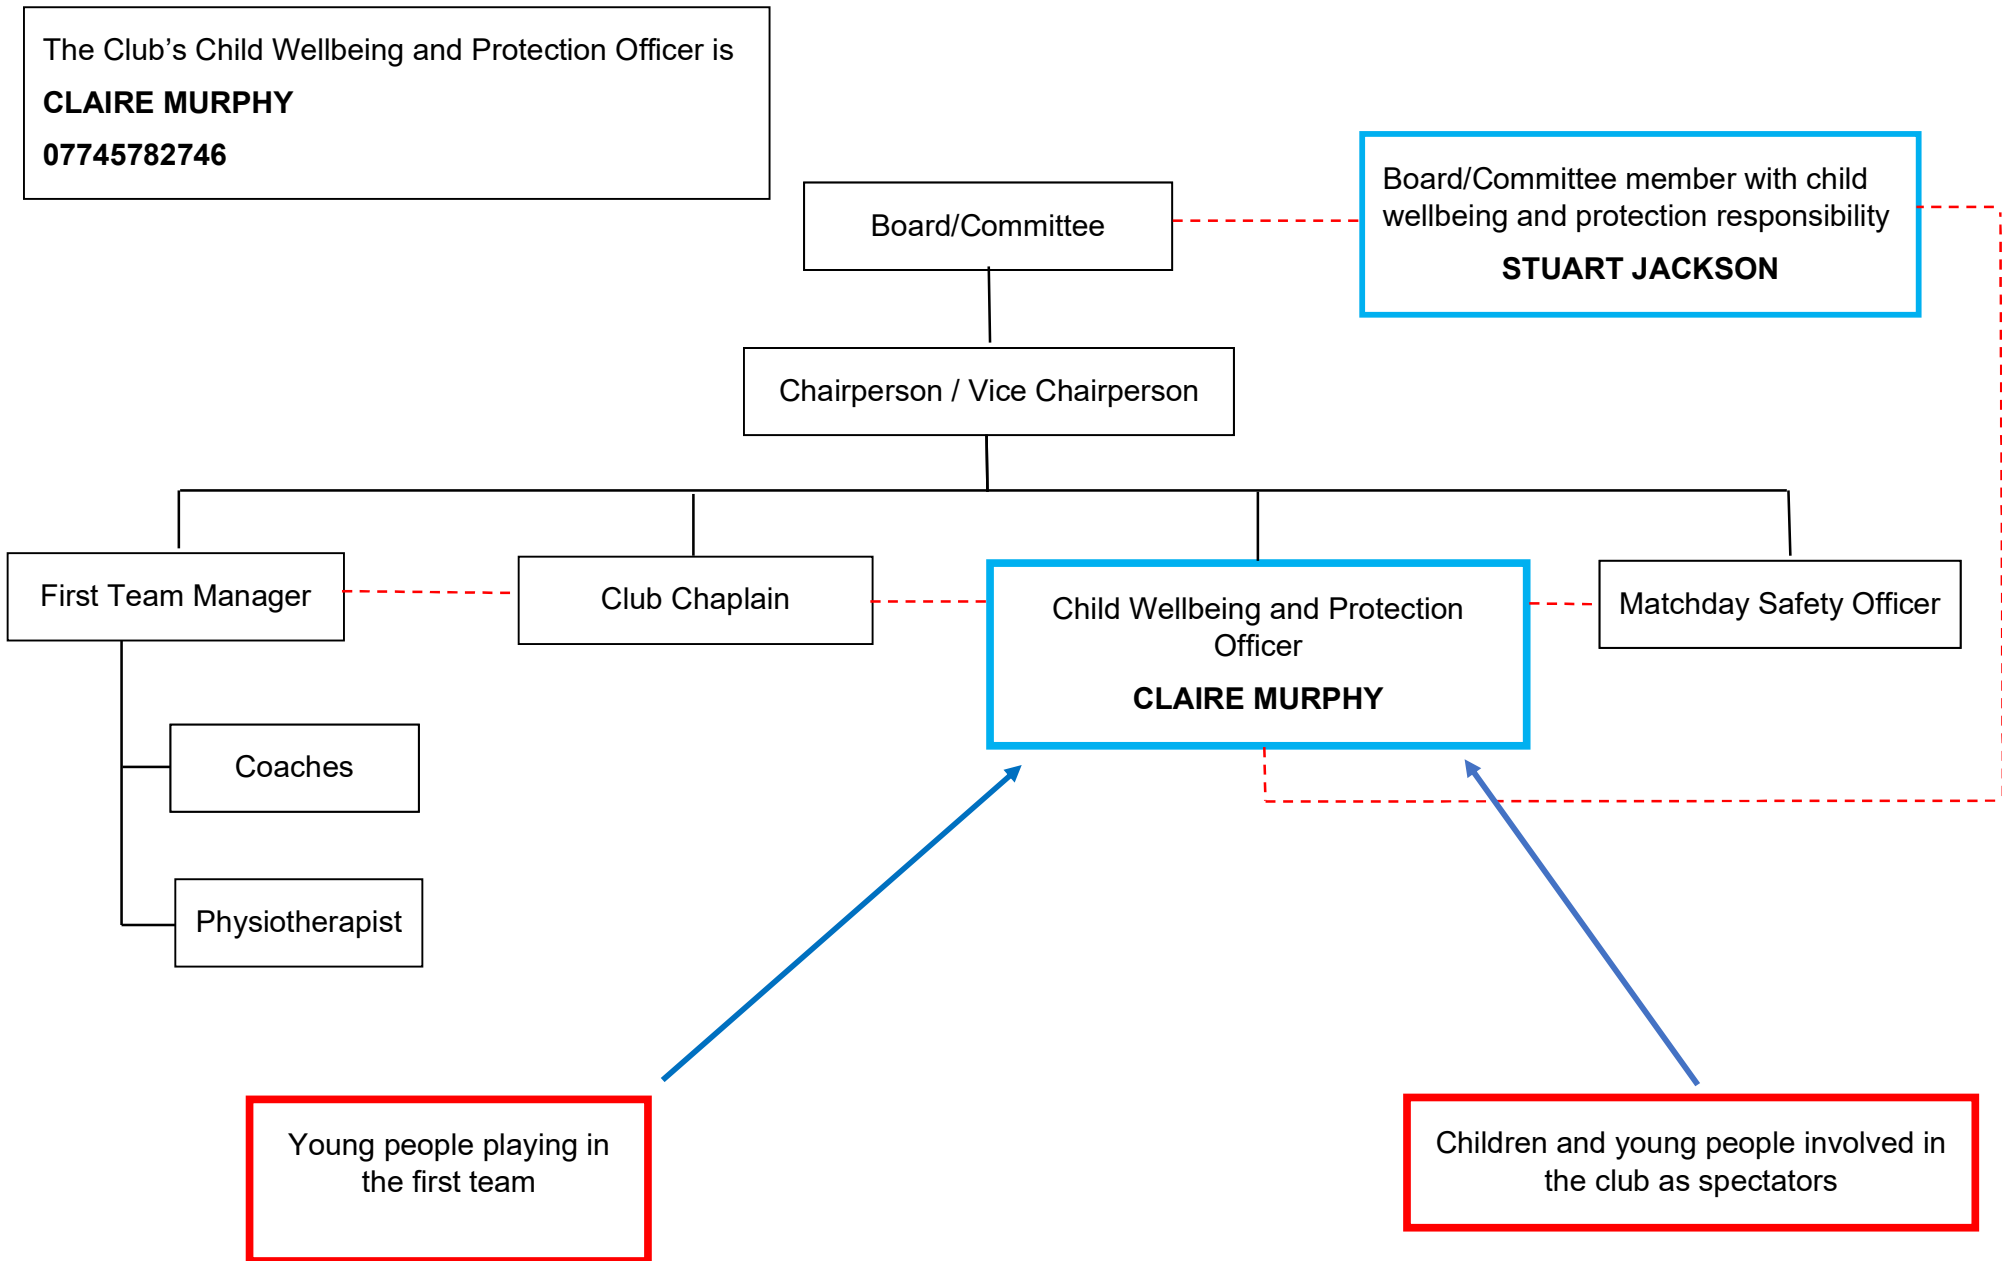 The Club’s Child Wellbeing and Protection Officer is
CLAIRE MURPHY
07745782746
Board/Committee member with child
wellbeing and protection responsibility
STUART JACKSON
Board/Committee
Chairperson / Vice Chairperson
First Team Manager
Club Chaplain
Child Wellbeing and Protection
Officer
CLAIRE MURPHY
Matchday Safety Officer
Coaches
Physiotherapist
Young people playing in
the first team
Children and young people involved in
the club as spectators